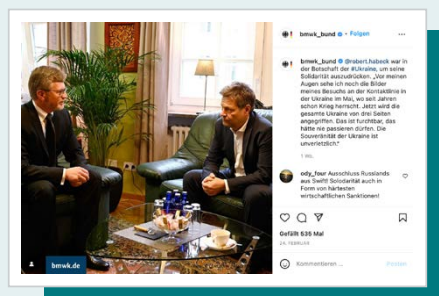 bmwk_bund • Folgen
bmwk_bund @robert.habeck war in
der Botschaft der #Ukraine, um seine
Solidarität auszudrücken. „Vor meinen
Augen sehe ich noch die Bilder
meines Besuchs an der Kontaktlinie in
der Ukraine im Mai, wo seit Jahren
schon Krieg herrscht. Jetzt wird die
gesamte Ukraine von drei Seiten
angegriffen. Das ist furchtbar, das
hätte nie passieren dürfen. Die
Souveränität der Ukraine ist
unverletzlich."
ody_four Ausschluss Russlands
aus Swift! Solodarität auch in
Form von härtesten
wirtschaftlichen Sanktionen!
Gefällt 535 Mal
24. FEBRUAR
Kommentieren ...
Posten
bmwk.de